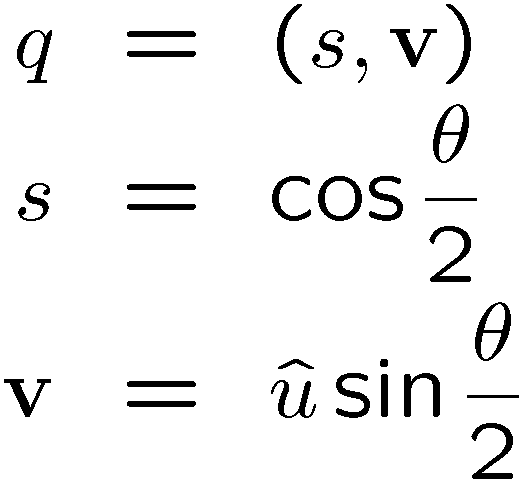 q = (s, 𝐯)
s = cos θ/2
𝐯 = û sin θ/2